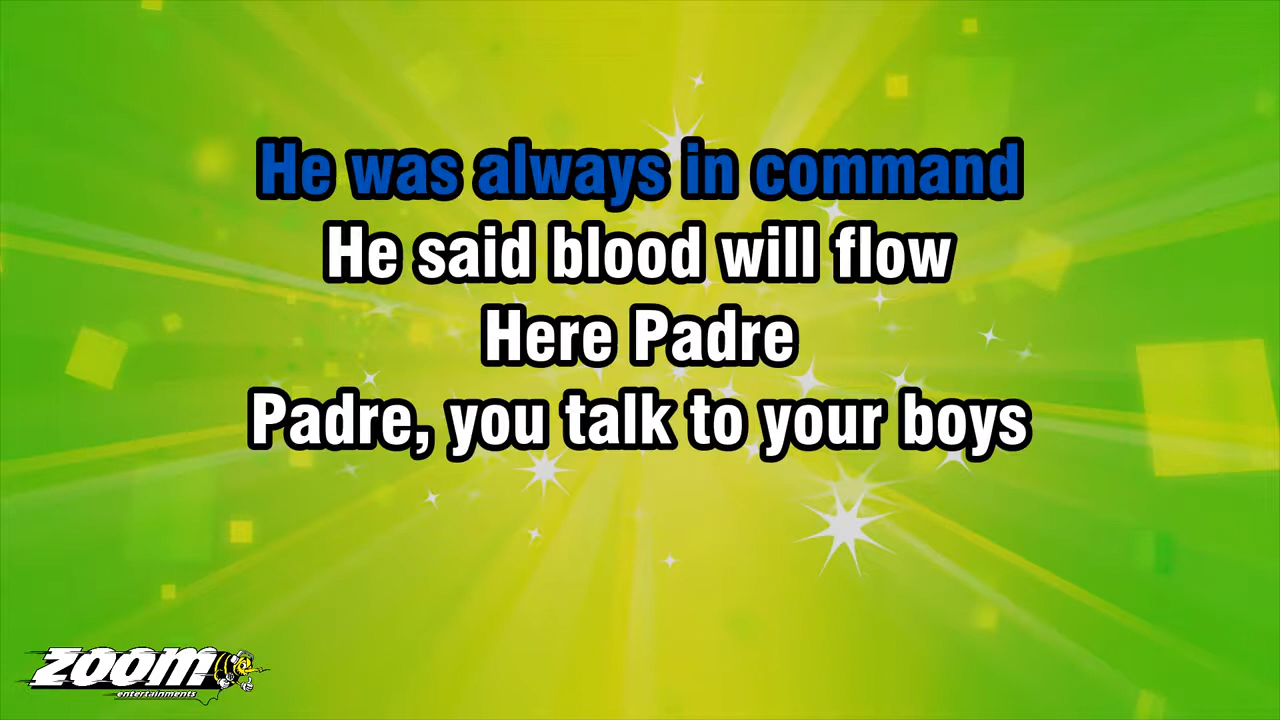 He was always in command
He said blood will flow
Here Padre
Padre, you talk to your boys
zoom
entertainments